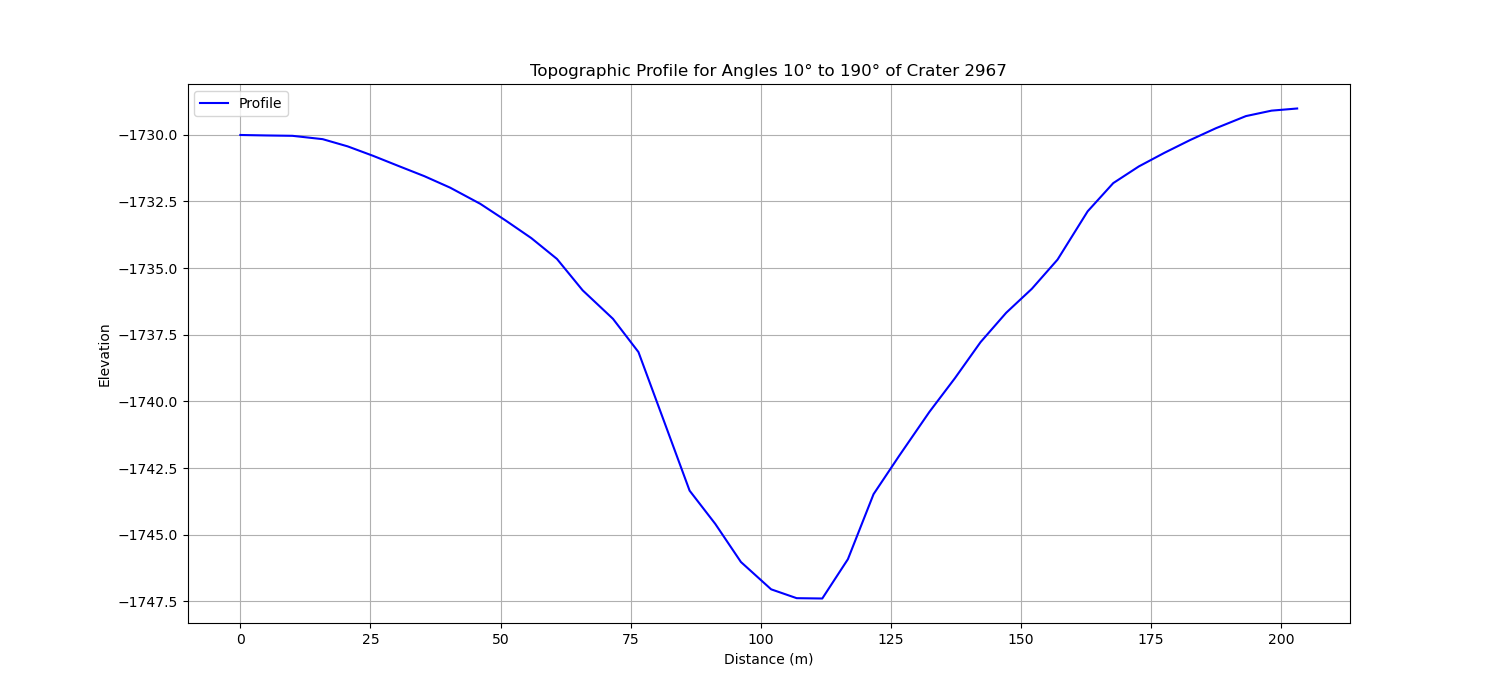 Topographic Profile for Angles 10° to 190° of Crater 2967
Profile
−1730.0
−1732.5
−1735.0
−1737.5
−1740.0
−1742.5
−1745.0
−1747.5
Elevation
0 25 50 75 100 125 150 175 200
Distance (m)